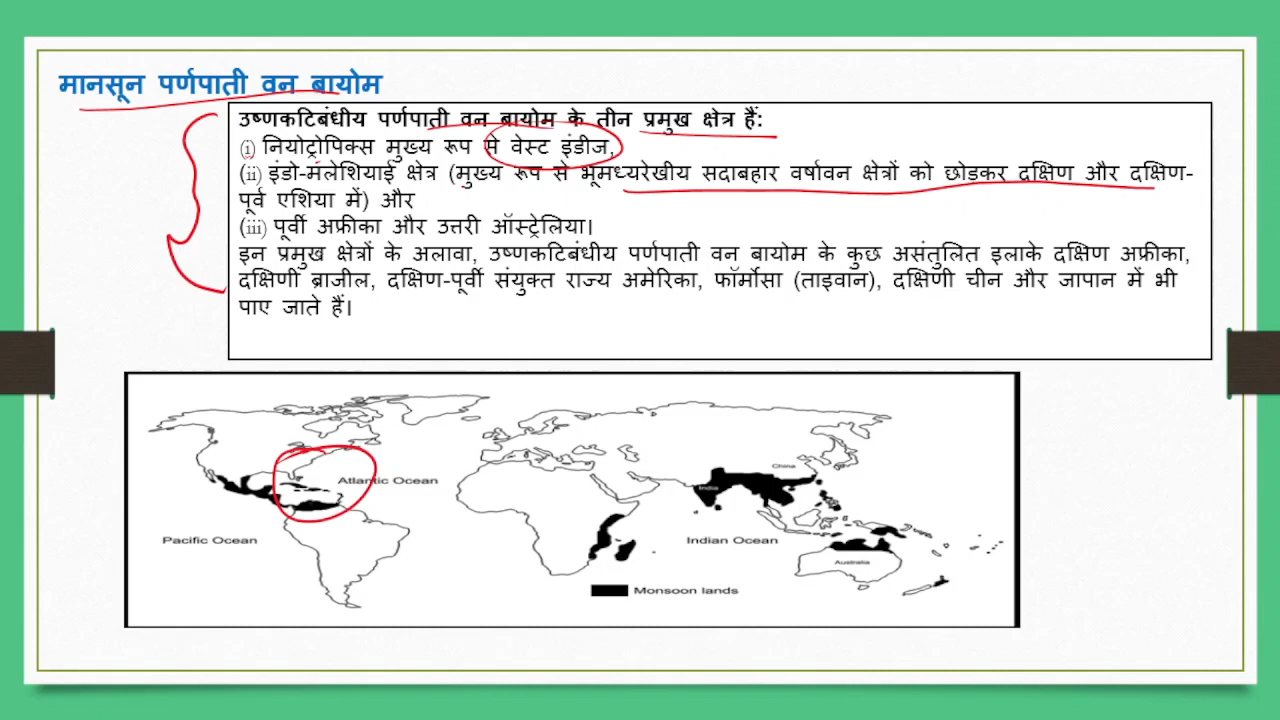 मानसून पर्णपाती वन बायोम
उष्णकटिबंधीय पर्णपाती वन बायोम के तीन प्रमुख क्षेत्र हैं:
(i) नियोट्रोपिक्स मुख्य रूप से वेस्ट इंडीज,
(ii) इंडो-मलेशियाई क्षेत्र (मुख्य रूप से भूमध्यरेखीय सदाबहार वर्षावन क्षेत्रों को छोडकर दक्षिण और दक्षिण-
पूर्व एशिया में) और
(iii) पूर्वी अफ्रीका और उत्तरी ऑस्ट्रेलिया।
इन प्रमुख क्षेत्रों के अलावा, उष्णकटिबंधीय पर्णपाती वन बायोम के कुछ असंतुलित इलाके दक्षिण अफ्रीका,
दक्षिणी ब्राजील, दक्षिण-पूर्वी संयुक्त राज्य अमेरिका, फॉर्मोसा (ताइवान), दक्षिणी चीन और जापान में भी
पाए जाते हैं।
China
Atlantic Ocean
India
Pacific Ocean
Indian Ocean
Australia
Monsoon lands